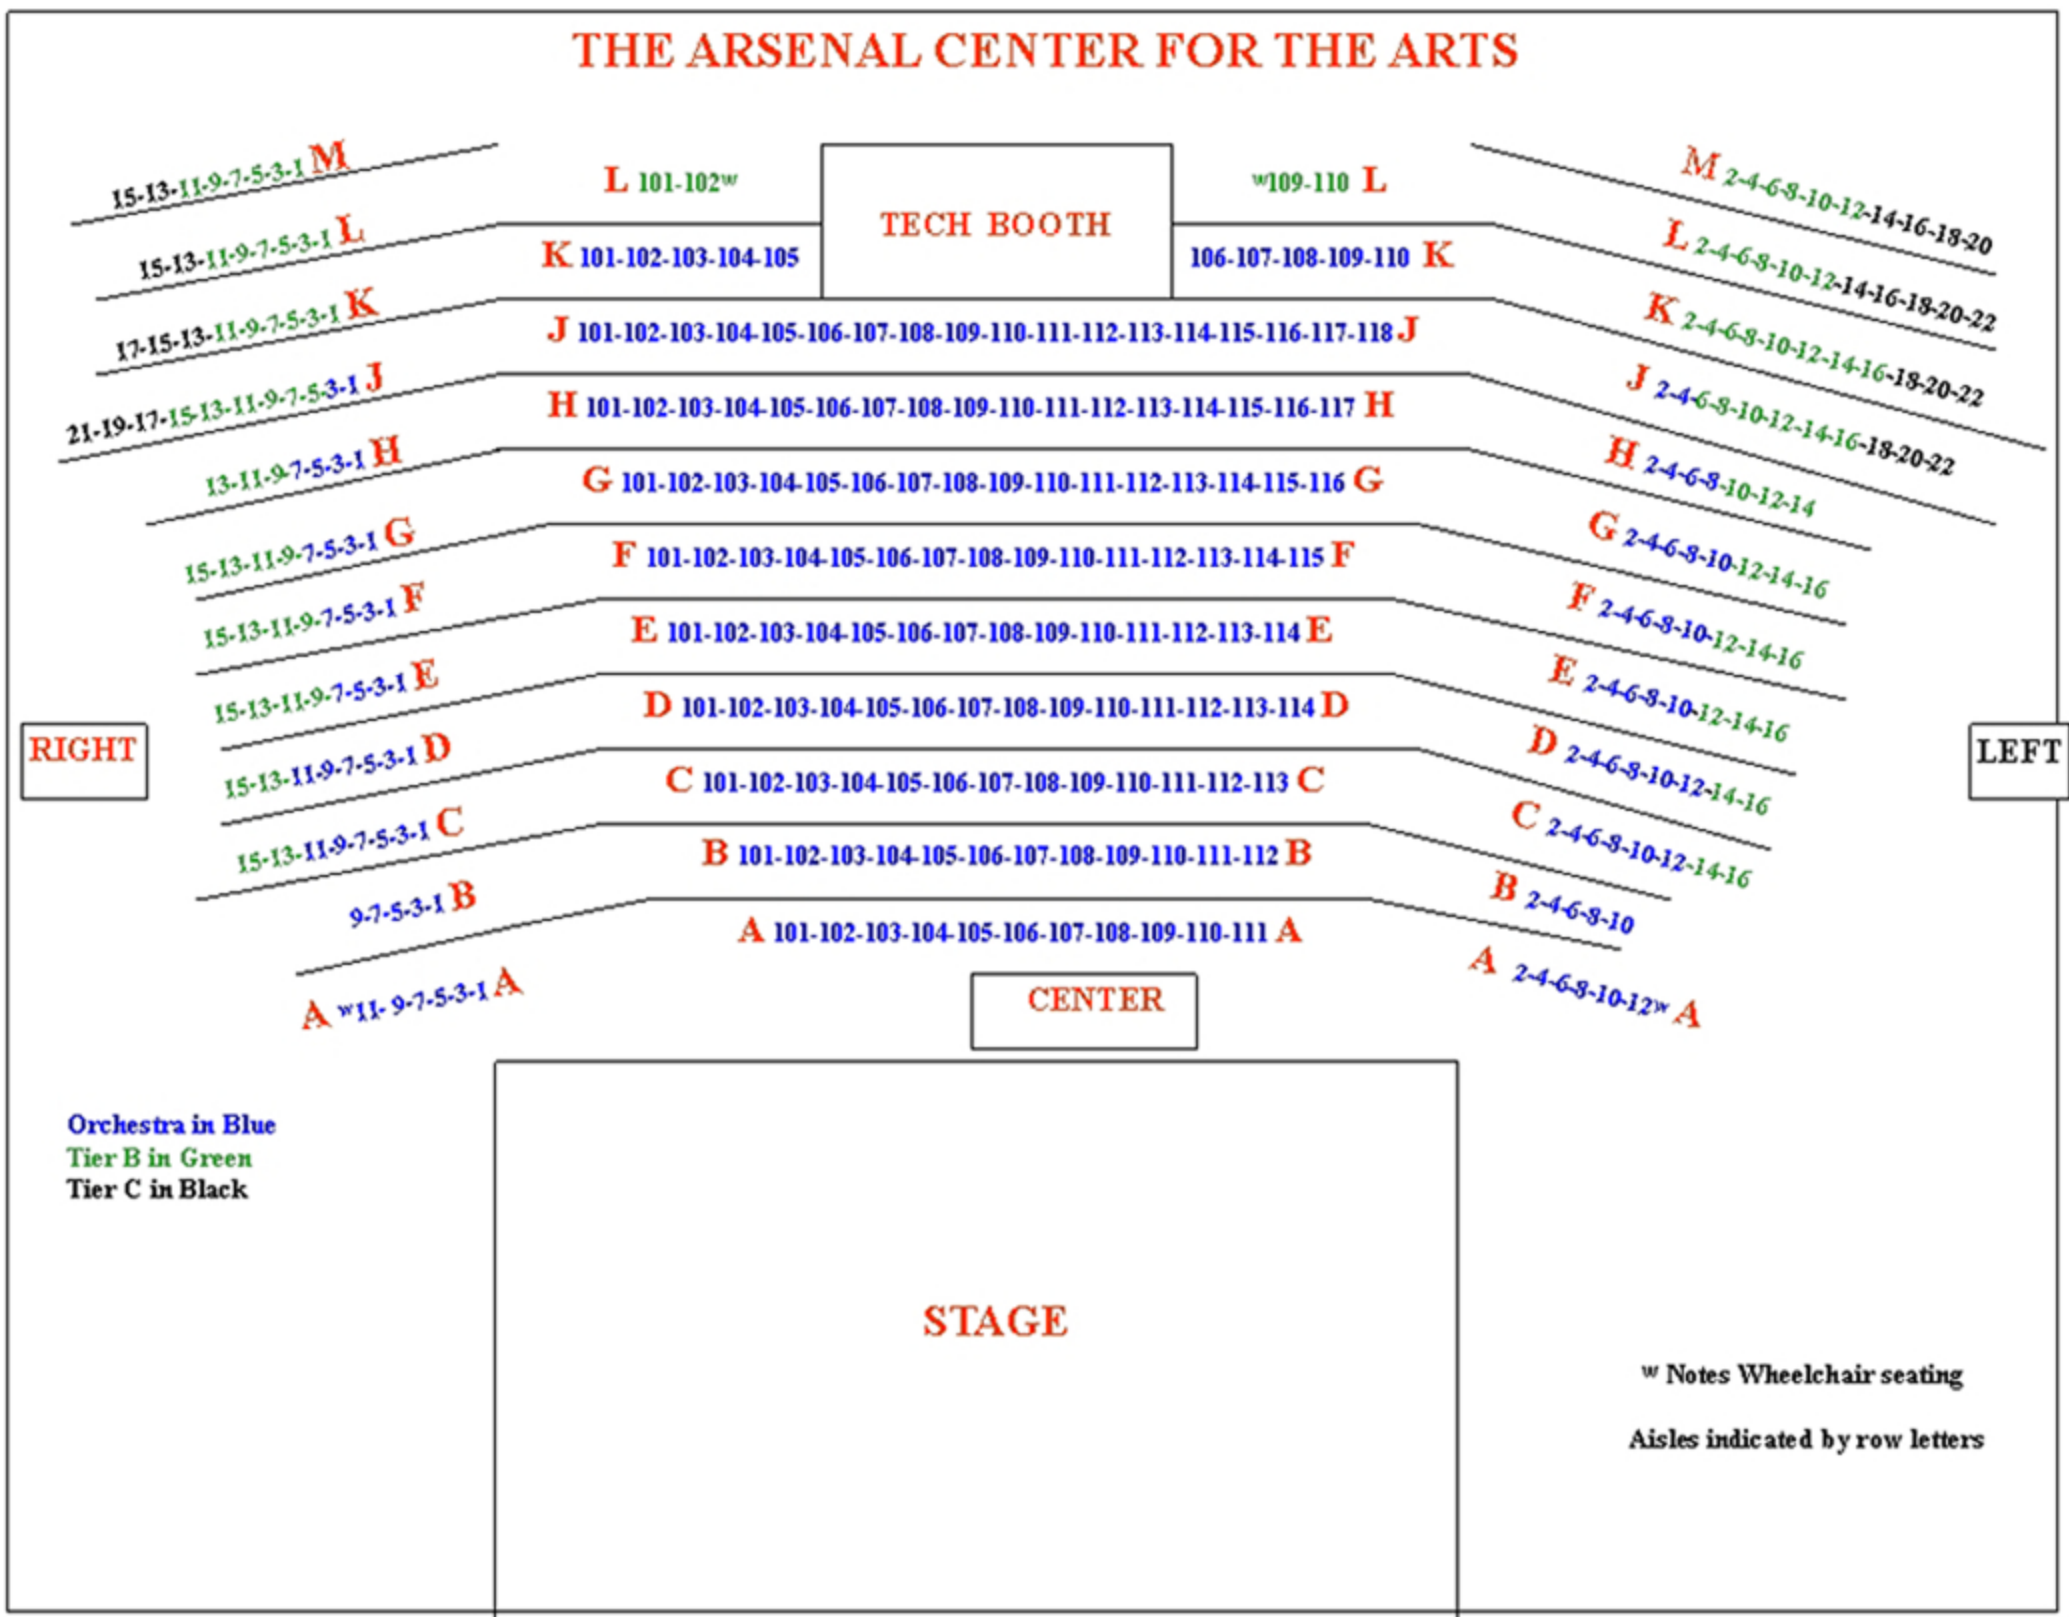 THE ARSENAL CENTER FOR THE ARTS
15-13-11-9-7-5-3-1 M
L 101-102w
TECH BOOTH
w109-110 L
M 2-4-6-8-10-12-14-16-18-20
15-13-11-9-7-5-3-1 L
K 101-102-103-104-105
106-107-108-109-110 K
L 2-4-6-8-10-12-14-16-18-20-22
17-15-13-11-9-7-5-3-1 K
J 101-102-103-104-105-106-107-108-109-110-111-112-113-114-115-116-117-118 J
K 2-4-6-8-10-12-14-16-18-20-22
21-19-17-15-13-11-9-7-5-3-1 J
H 101-102-103-104-105-106-107-108-109-110-111-112-113-114-115-116-117 H
J 2-4-6-8-10-12-14-16-18-20-22
13-11-9-7-5-3-1 H
G 101-102-103-104-105-106-107-108-109-110-111-112-113-114-115-116 G
H 2-4-6-8-10-12-14
15-13-11-9-7-5-3-1 G
F 101-102-103-104-105-106-107-108-109-110-111-112-113-114-115 F
G 2-4-6-8-10-12-14-16
15-13-11-9-7-5-3-1 F
E 101-102-103-104-105-106-107-108-109-110-111-112-113-114 E
F 2-4-6-8-10-12-14-16
15-13-11-9-7-5-3-1 E
D 101-102-103-104-105-106-107-108-109-110-111-112-113-114 D
E 2-4-6-8-10-12-14-16
RIGHT
LEFT
15-13-11-9-7-5-3-1 D
C 101-102-103-104-105-106-107-108-109-110-111-112-113 C
D 2-4-6-8-10-12-14-16
15-13-11-9-7-5-3-1 C
B 101-102-103-104-105-106-107-108-109-110-111-112 B
C 2-4-6-8-10-12-14-16
9-7-5-3-1 B
A 101-102-103-104-105-106-107-108-109-110-111 A
B 2-4-6-8-10
A w11- 9-7-5-3-1 A
CENTER
A 2-4-6-8-10-12w A
Orchestra in Blue
Tier B in Green
Tier C in Black
STAGE
w Notes Wheelchair seating
Aisles indicated by row letters